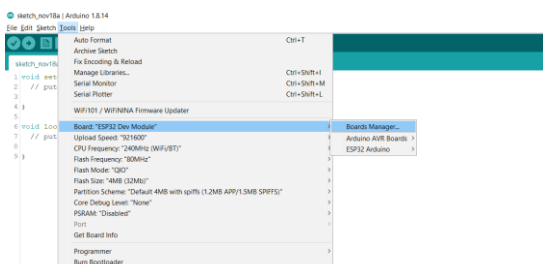 sketch_nov18a | Arduino 1.8.14
File Edit Sketch Tools Help
Auto Format Ctrl+T
Archive Sketch
Fix Encoding & Reload
Manage Libraries... Ctrl+Shift+I
Serial Monitor Ctrl+Shift+M
Serial Plotter Ctrl+Shift+L
WiFi101 / WiFiNINA Firmware Updater
Board: "ESP32 Dev Module"
Upload Speed: "921600"
CPU Frequency: "240MHz (WiFi/BT)"
Flash Frequency: "80MHz"
Flash Mode: "QIO"
Flash Size: "4MB (32Mb)"
Partition Scheme: "Default 4MB with spiffs (1.2MB APP/1.5MB SPIFFS)"
Core Debug Level: "None"
PSRAM: "Disabled"
Port
Get Board Info
Programmer
Burn Bootloader
Boards Manager...
Arduino AVR Boards
ESP32 Arduino
sketch_nov18
1 void set
2 // put
3
4 }
5
6 void loo
7 // put
8
9 }